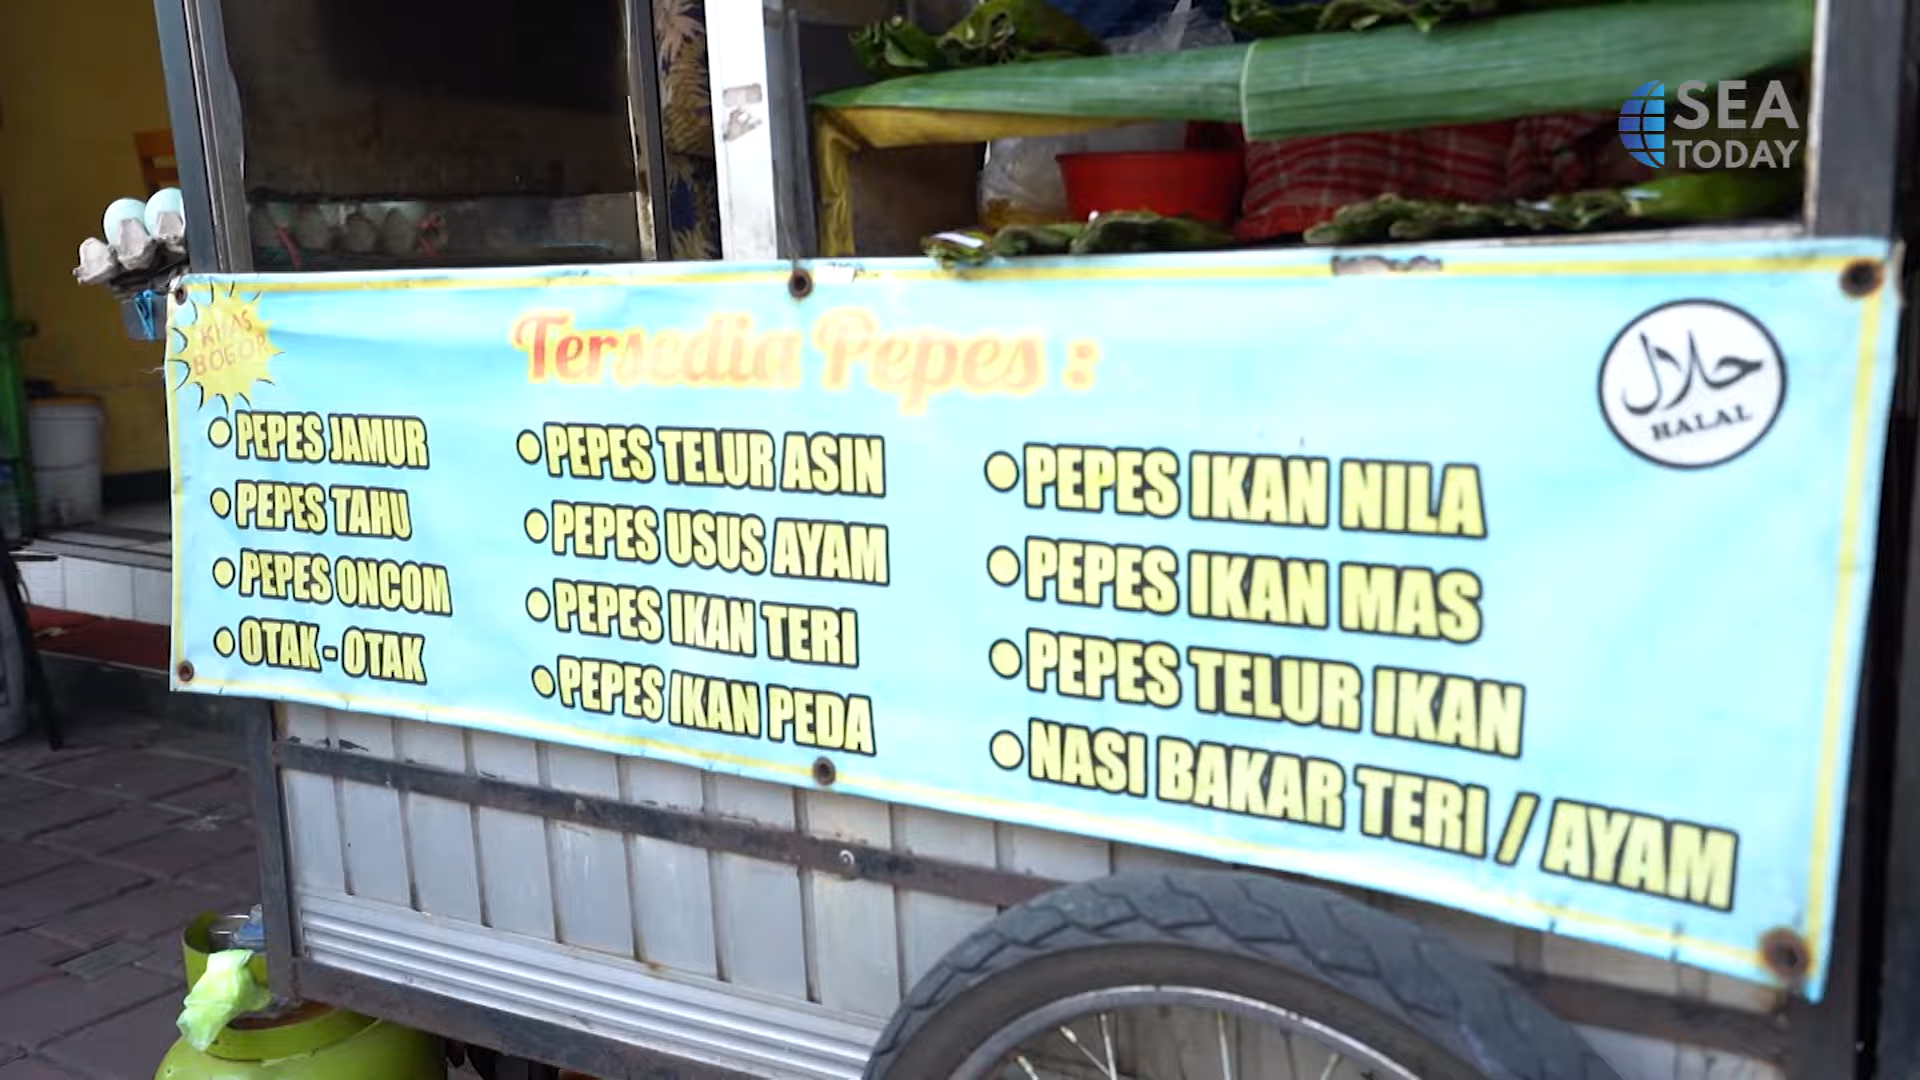 SEA
TODAY
KHAS
BOGOR
Tersedia Pepes :
حلال
HALAL
• PEPES JAMUR
• PEPES TAHU
• PEPES ONCOM
• OTAK - OTAK
• PEPES TELUR ASIN
• PEPES USUS AYAM
• PEPES IKAN TERI
• PEPES IKAN PEDA
• PEPES IKAN NILA
• PEPES IKAN MAS
• PEPES TELUR IKAN
• NASI BAKAR TERI / AYAM